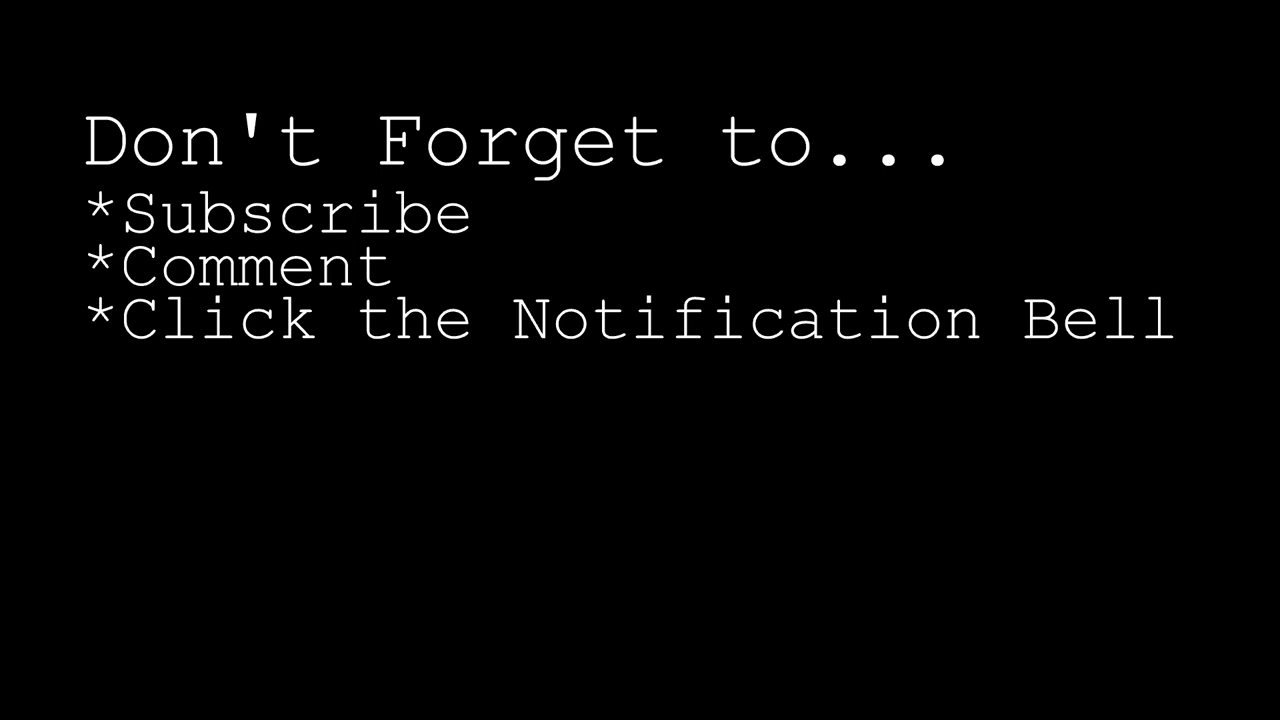 Don't Forget to...
*Subscribe
*Comment
*Click the Notification Bell